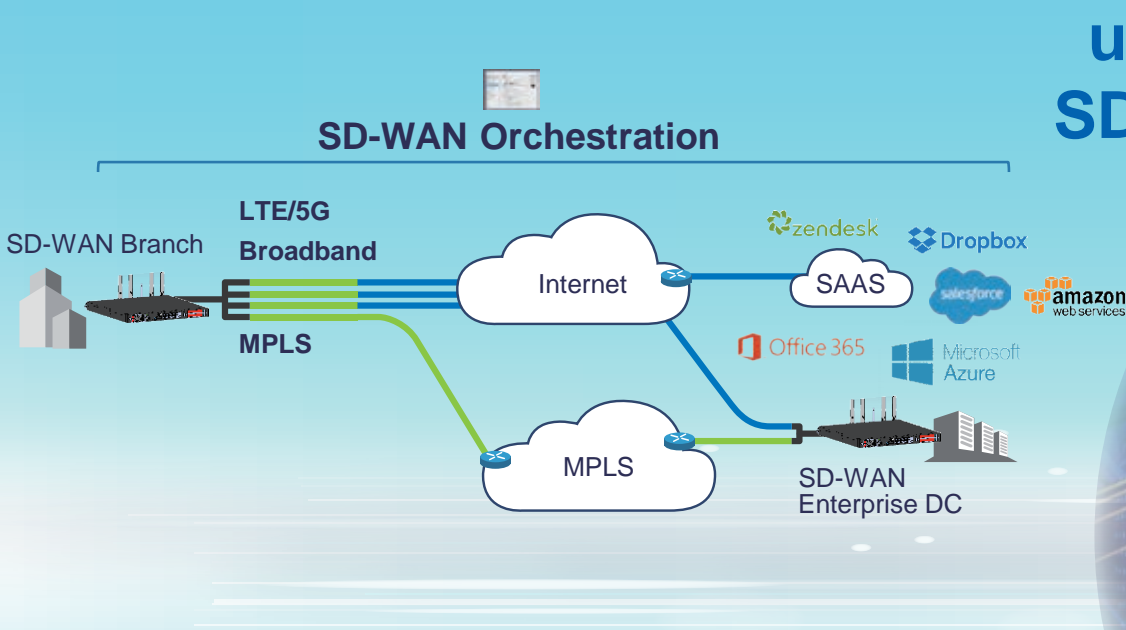 u
SD
SD-WAN Orchestration
LTE/5G
Broadband
SD-WAN Branch
MPLS
Internet
zendesk
Dropbox
SAAS
salesforce
amazon
web services
Office 365
Microsoft
Azure
MPLS
SD-WAN
Enterprise DC